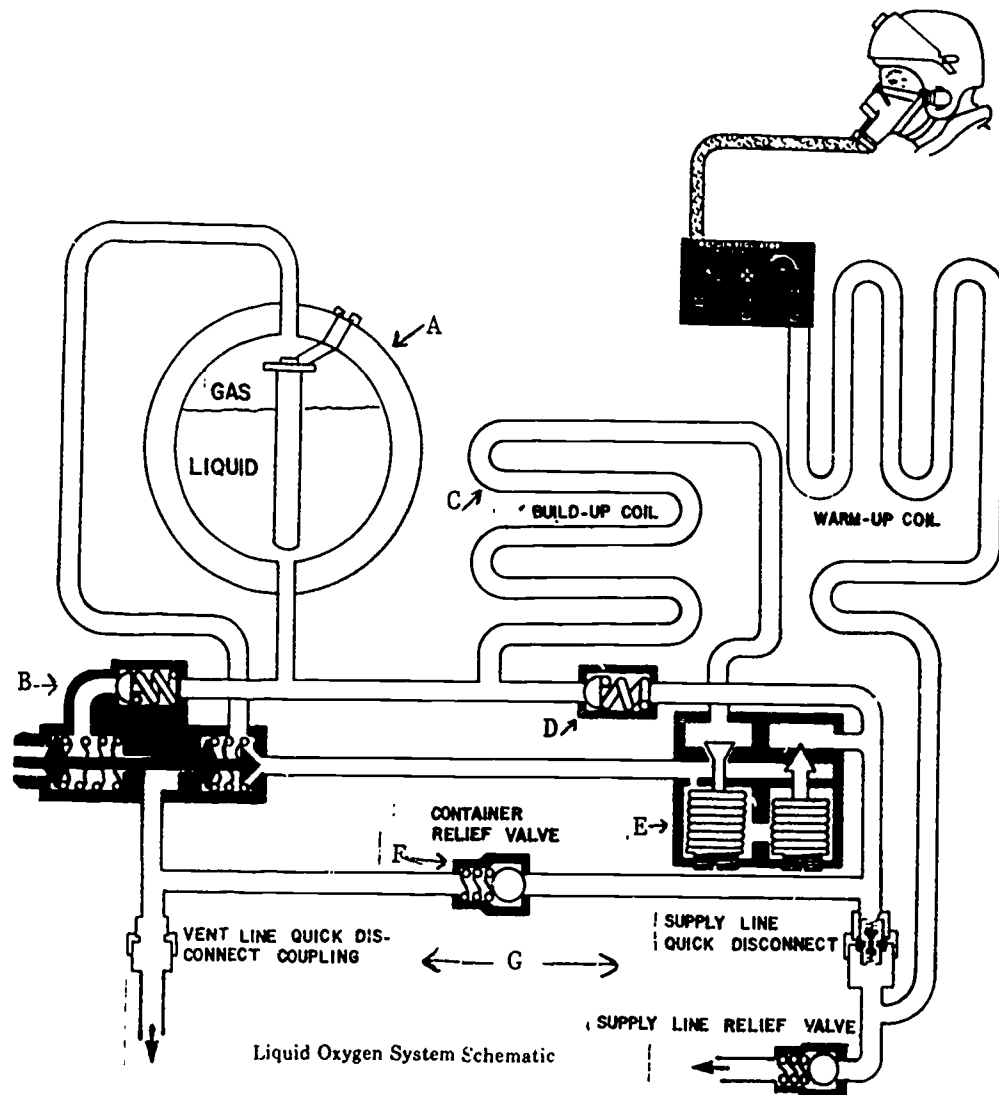 A
GAS
LIQUID
C
BUILD-UP COIL
WARM-UP COIL
B
D
CONTAINER
RELIEF VALVE
E
F
VENT LINE QUICK DIS-
CONNECT COUPLING
G
SUPPLY LINE
QUICK DISCONNECT
SUPPLY LINE RELIEF VALVE
Liquid Oxygen System Schematic